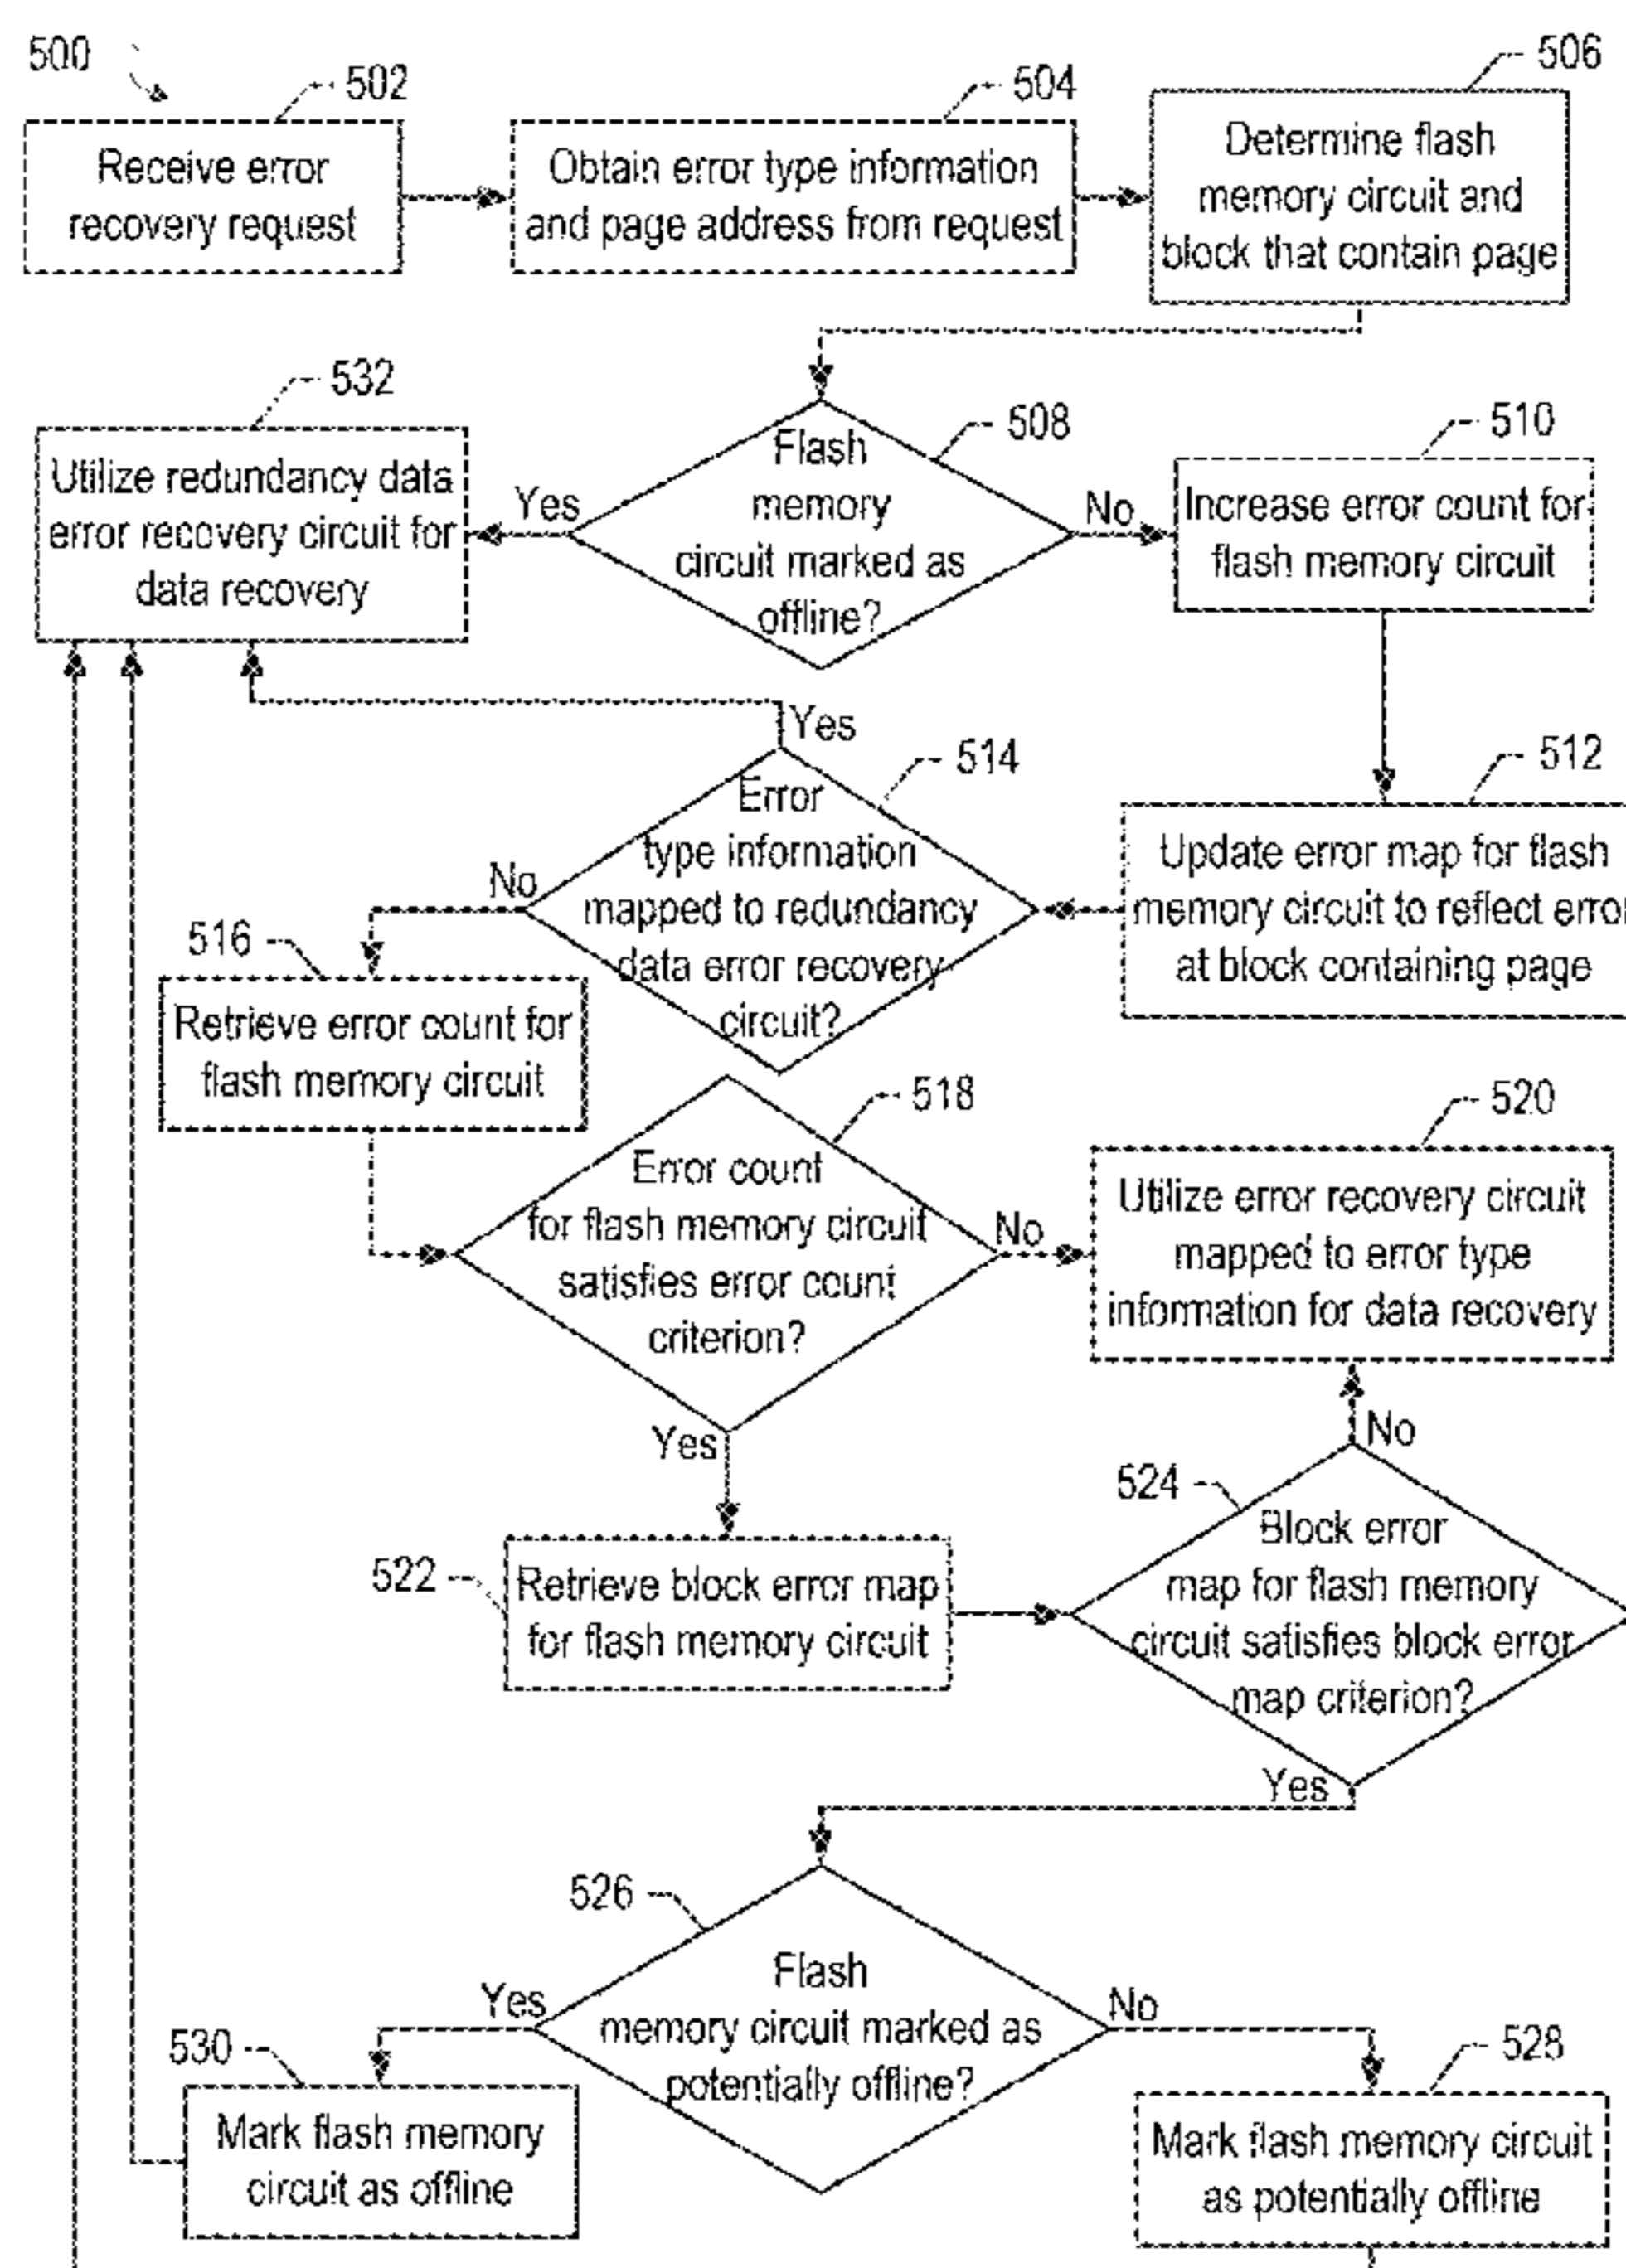 500
502
Receive error
recovery request
504
Obtain error type information
and page address from request
506
Determine flash
memory circuit and
block that contain page
532
Utilize redundancy data
error recovery circuit for
data recovery
Yes
508
Flash
memory
circuit marked as
offline?
No
510
Increase error count for
flash memory circuit
Yes
514
Error
type information
mapped to redundancy
data error recovery
circuit?
No
512
Update error map for flash
memory circuit to reflect error
at block containing page
516
Retrieve error count for
flash memory circuit
518
Error count
for flash memory circuit
satisfies error count
criterion?
No
Yes
520
Utilize error recovery circuit
mapped to error type
information for data recovery
No
522
Retrieve block error map
for flash memory circuit
524
Block error
map for flash memory
circuit satisfies block error
map criterion?
Yes
526
Flash
memory circuit marked as
potentially offline?
Yes
No
530
Mark flash memory
circuit as offline
528
Mark flash memory circuit
as potentially offline